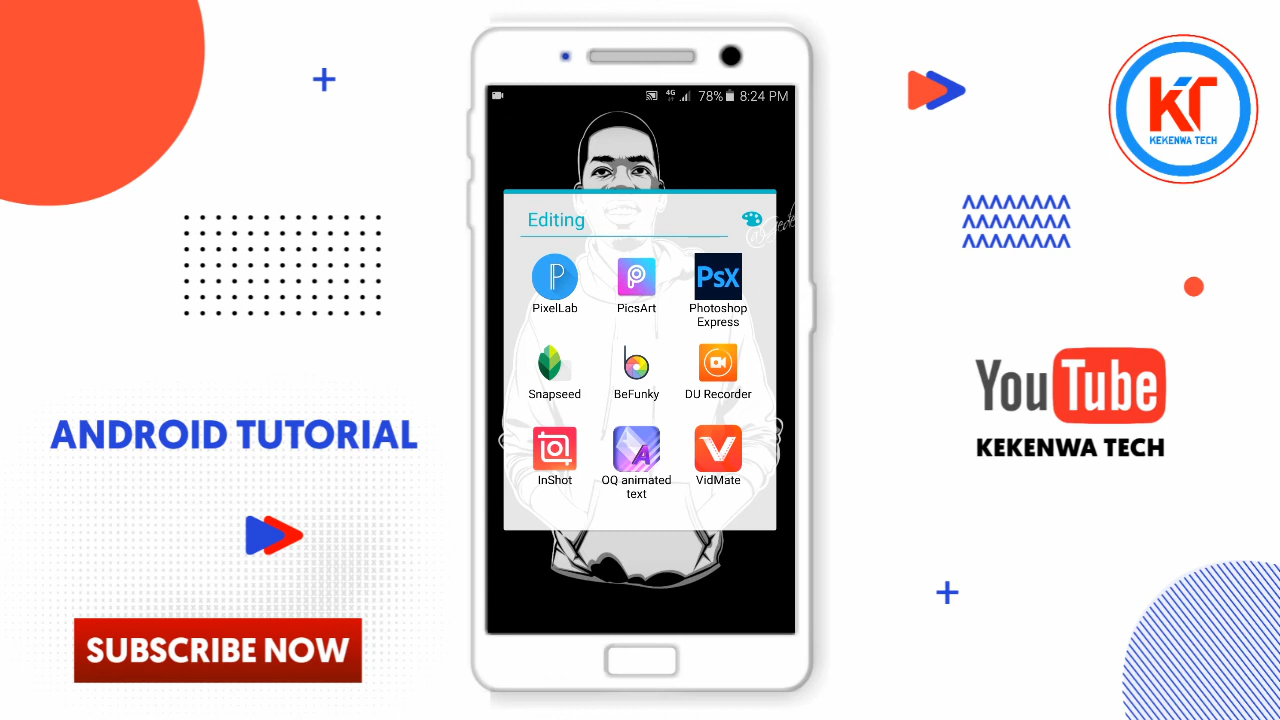 4G
78% 8:24 PM
Editing
PixelLab
PicsArt
PsX
Photoshop
Express
Snapseed
BeFunky
DU Recorder
InShot
OQ animated
text
VidMate
ANDROID TUTORIAL
SUBSCRIBE NOW
KT
KEKENWA TECH
YouTube
KEKENWA TECH